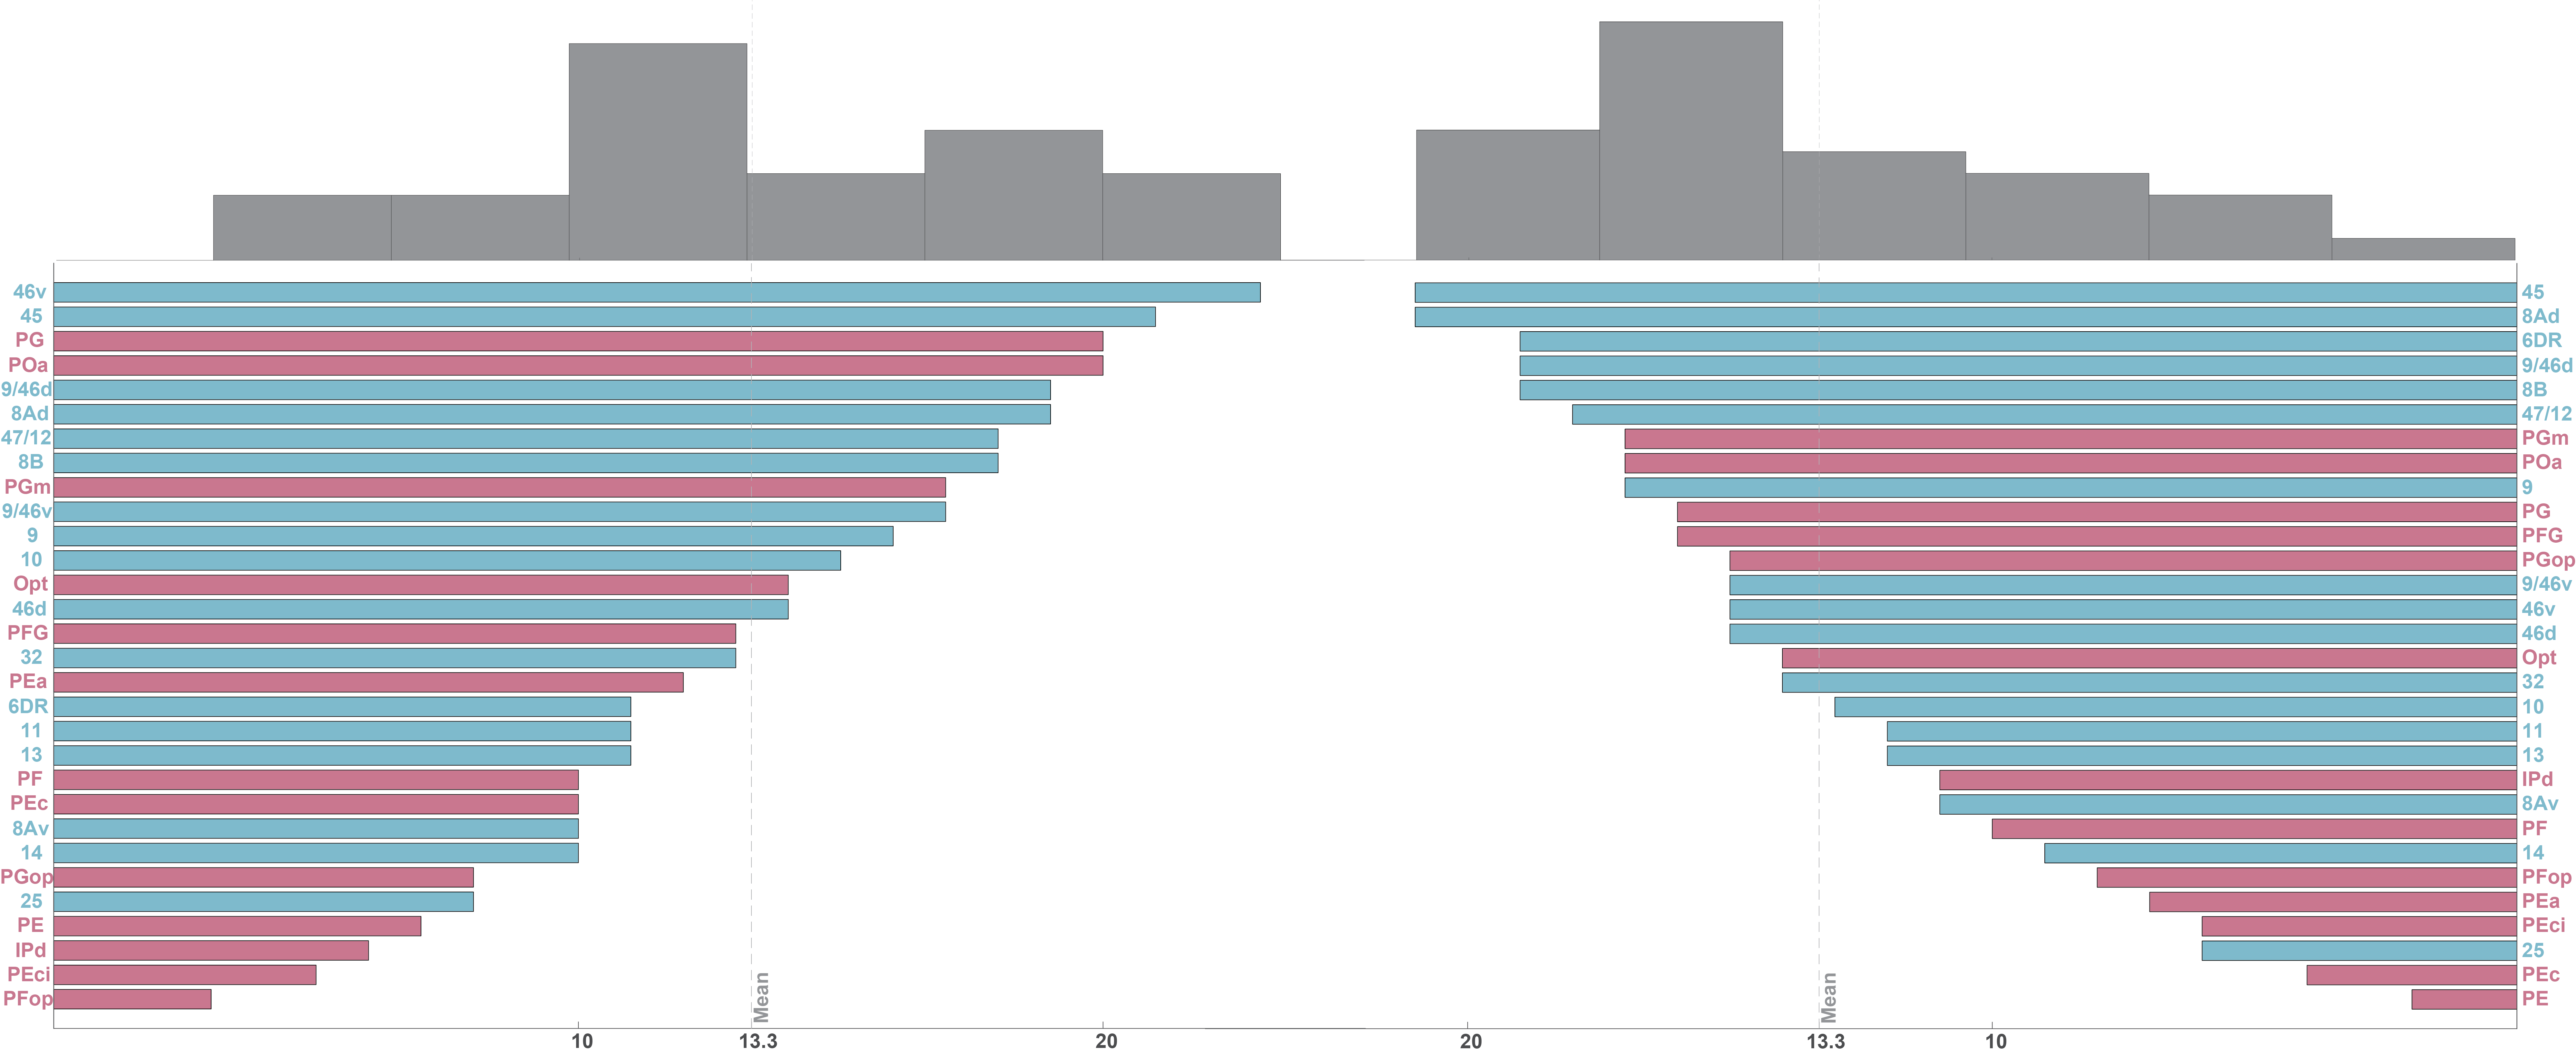 46v 45
45 8Ad
PG 6DR
POa 9/46d
9/46d 8B
8Ad 47/12
47/12 PGm
8B POa
PGm 9
9/46v PG
9 PFG
10 PGop
Opt 9/46v
46d 46v
PFG 46d
32 Opt
PEa 32
6DR 10
11 11
13 13
PF IPd
PEc 8Av
8Av PF
14 14
PGop PFop
25 PEa
PE PEci
IPd 25
PEci PEc
PFop PE
Mean Mean
10 13.3 20 20 13.3 10